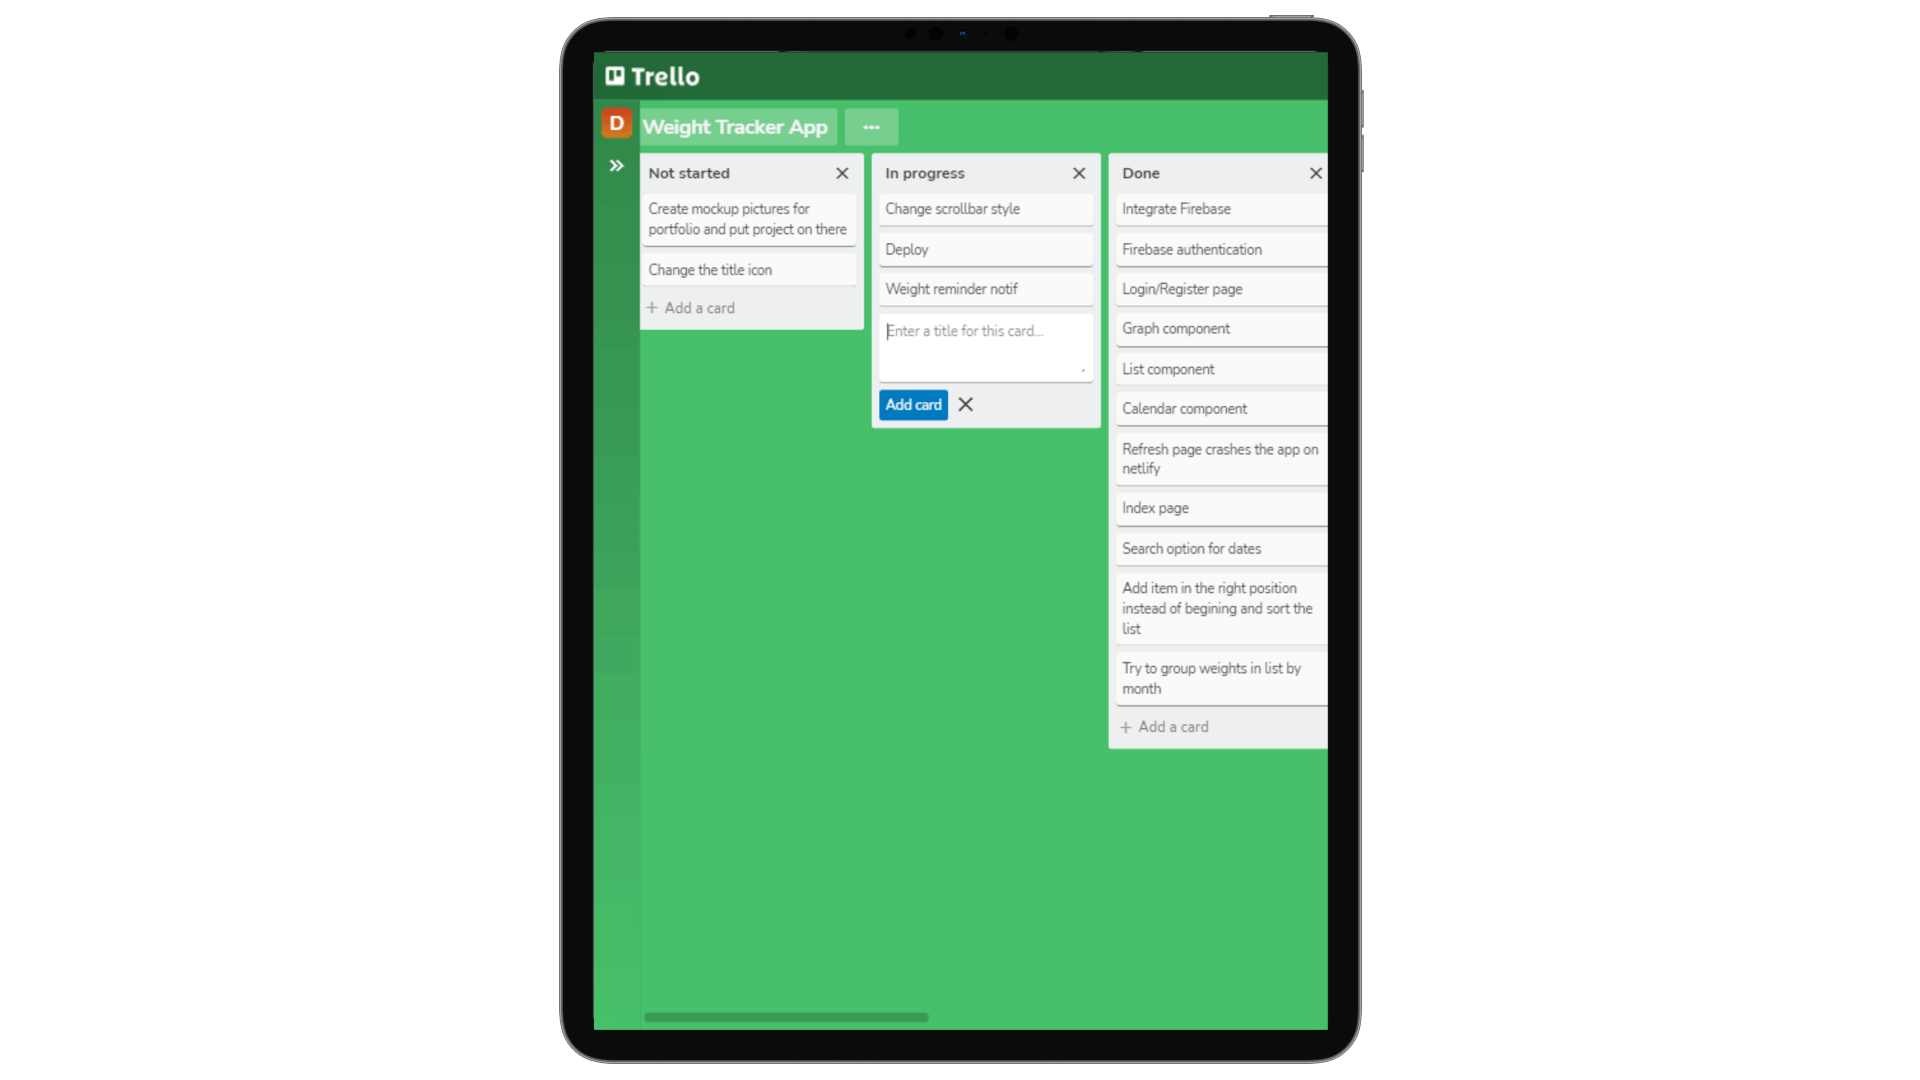 Trello
D
Weight Tracker App
Not started
Create mockup pictures for
portfolio and put project on there
Change the title icon
+ Add a card
In progress
Change scrollbar style
Deploy
Weight reminder notif
Enter a title for this card...
Add card
Done
Integrate Firebase
Firebase authentication
Login/Register page
Graph component
List component
Calendar component
Refresh page crashes the app on
netlify
Index page
Search option for dates
Add item in the right position
instead of begining and sort the
list
Try to group weights in list by
month
+ Add a card